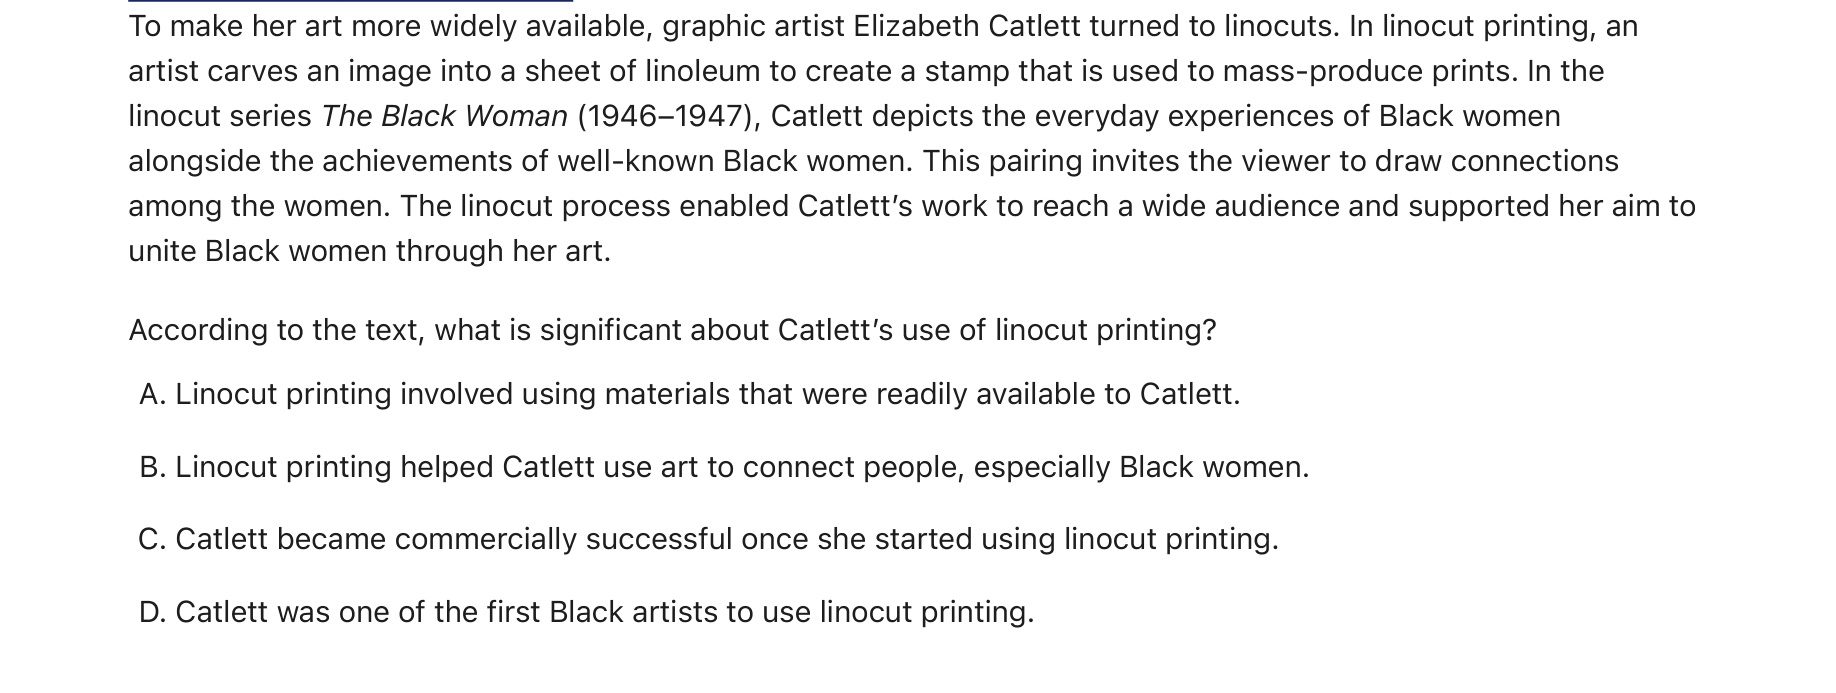 To make her art more widely available, graphic artist Elizabeth Catlett turned to linocuts. In linocut printing, an
artist carves an image into a sheet of linoleum to create a stamp that is used to mass-produce prints. In the
linocut series The Black Woman (1946–1947), Catlett depicts the everyday experiences of Black women
alongside the achievements of well-known Black women. This pairing invites the viewer to draw connections
among the women. The linocut process enabled Catlett’s work to reach a wide audience and supported her aim to
unite Black women through her art.
According to the text, what is significant about Catlett’s use of linocut printing?
A. Linocut printing involved using materials that were readily available to Catlett.
B. Linocut printing helped Catlett use art to connect people, especially Black women.
C. Catlett became commercially successful once she started using linocut printing.
D. Catlett was one of the first Black artists to use linocut printing.